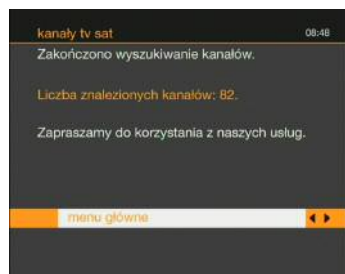 kanały tv sat 08:48
Zakończono wyszukiwanie kanałów.
Liczba znalezionych kanałów: 82.
Zapraszamy do korzystania z naszych usług.
menu główne